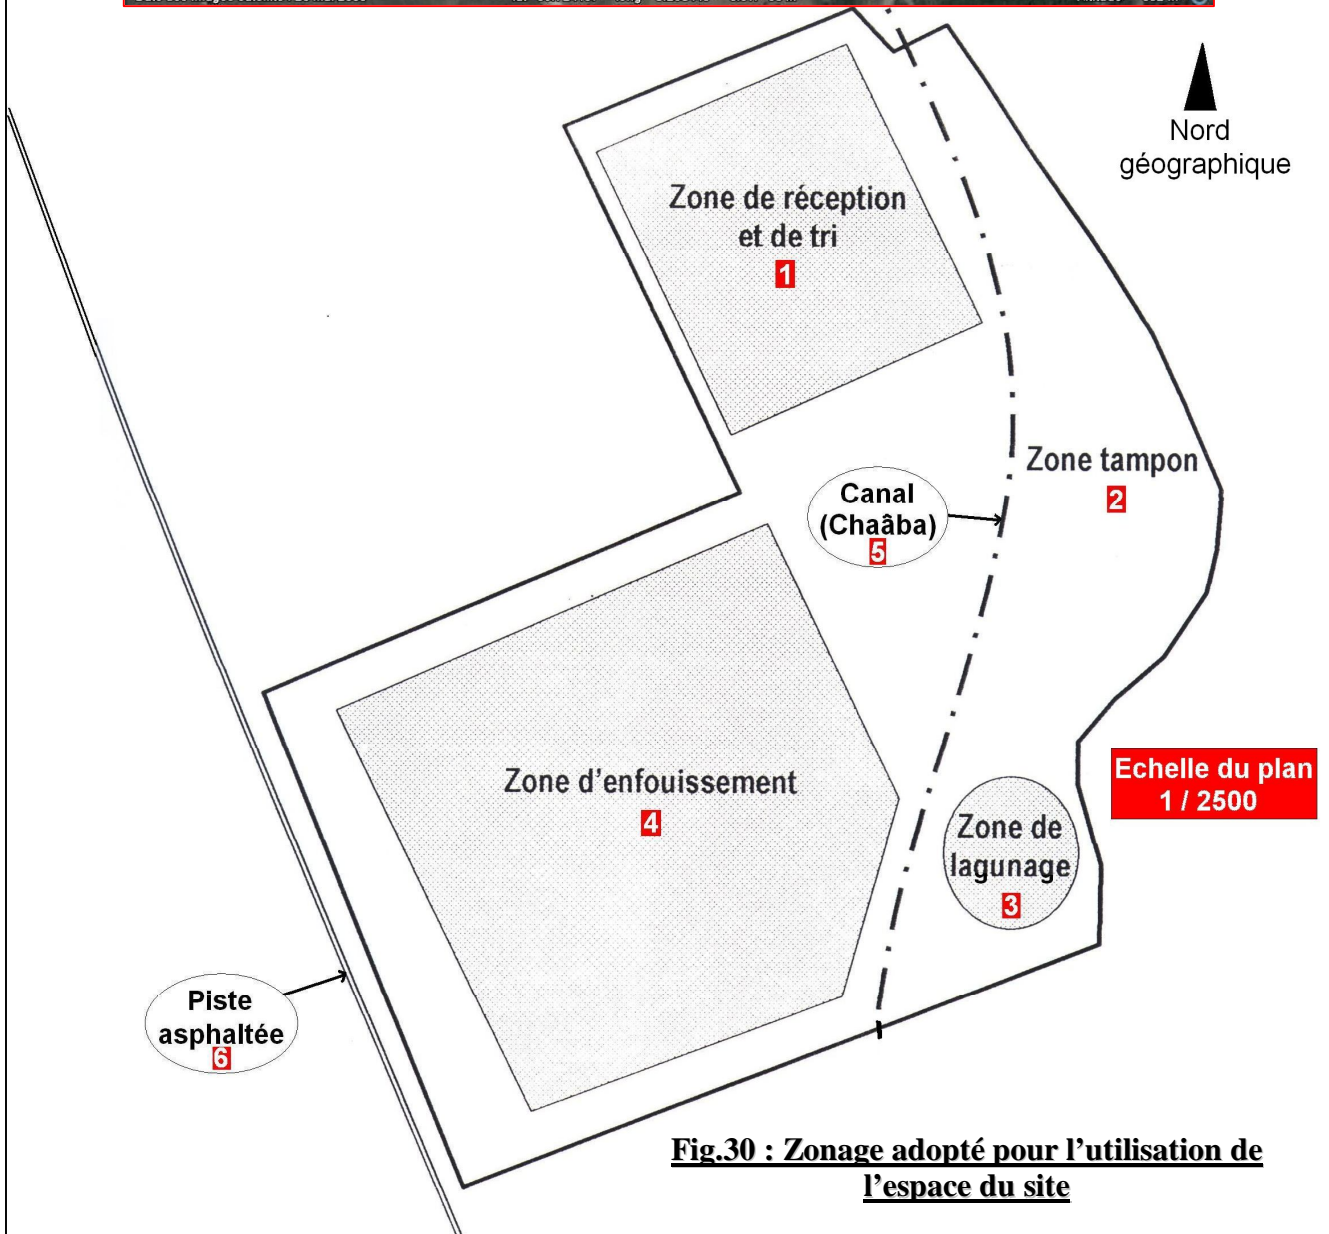 Nord
géographique
Zone de réception
et de tri
1
Zone tampon
2
Canal
(Chaâba)
5
Zone d'enfouissement
4
Echelle du plan
1 / 2500
Zone de
lagunage
3
Piste
asphaltée
6
Fig.30 : Zonage adopté pour l'utilisation de
l'espace du site